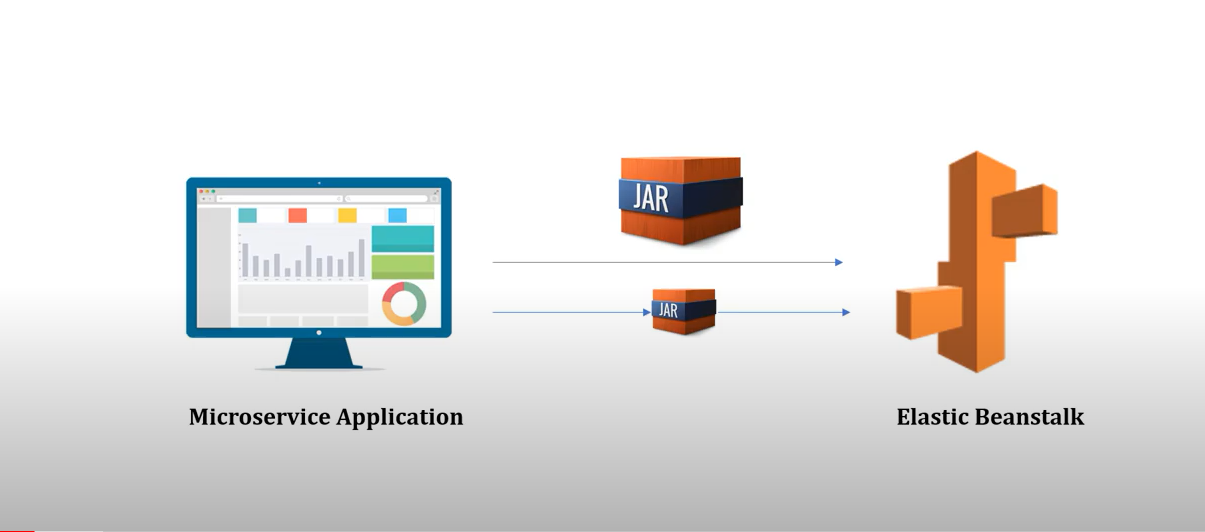 JAR
JAR
Microservice Application
Elastic Beanstalk